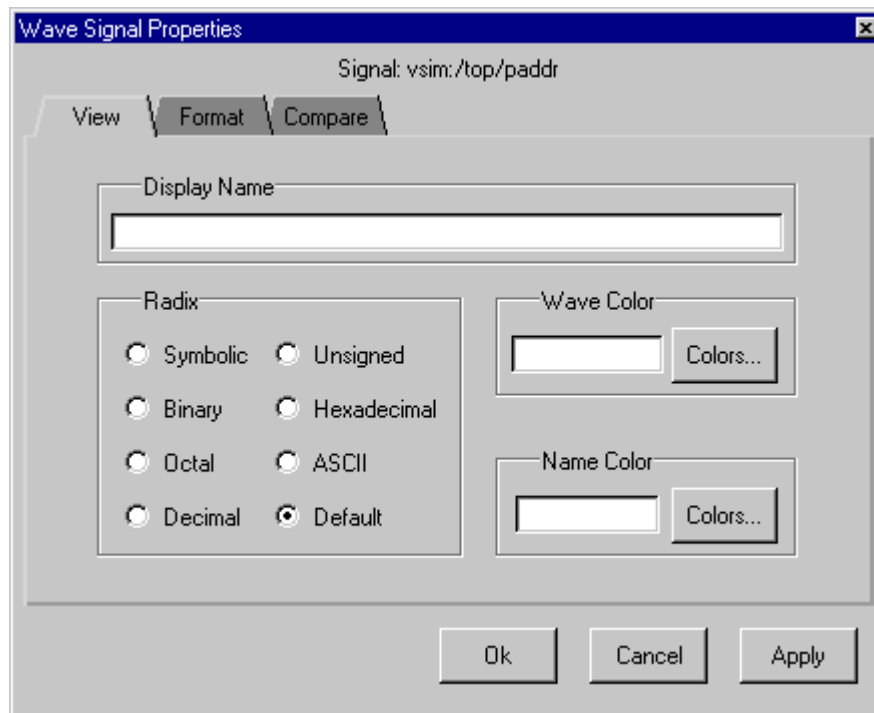 Wave Signal Properties
Signal: vsim:/top/paddr
View Format Compare
Display Name
Radix
Symbolic Unsigned
Binary Hexadecimal
Octal ASCII
Decimal Default
Wave Color
Colors...
Name Color
Colors...
Ok Cancel Apply